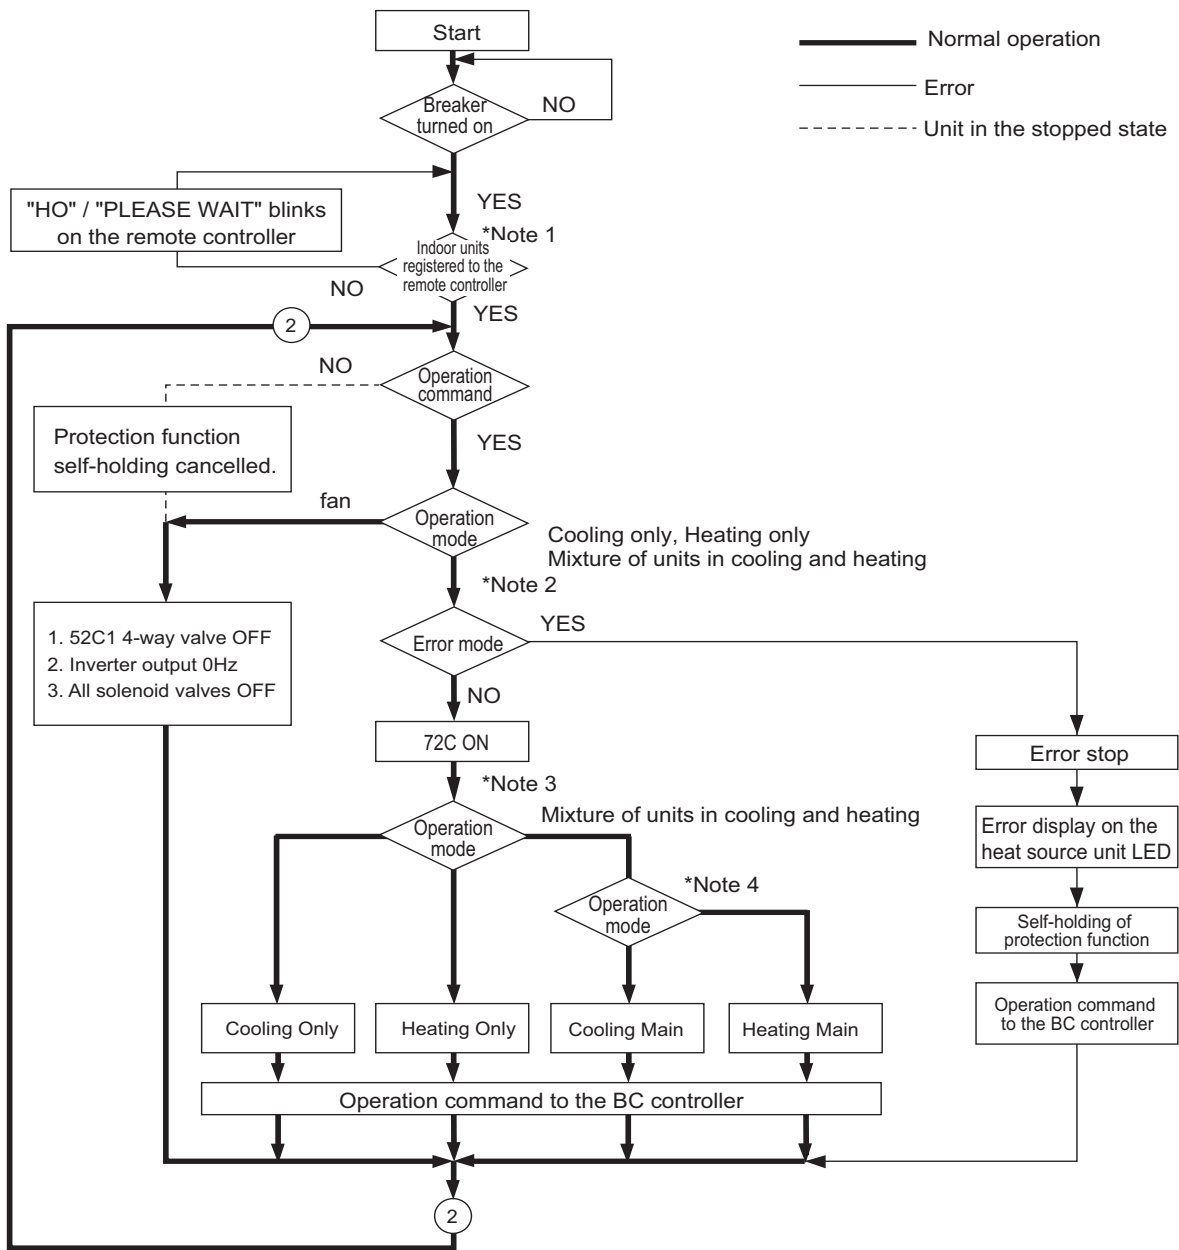 Start
Normal operation
Error
Unit in the stopped state
Breaker
turned on
NO
YES
"HO" / "PLEASE WAIT" blinks
on the remote controller
*Note 1
Indoor units
registered to the
remote controller
NO
YES
2
NO
Operation
command
YES
Protection function
self-holding cancelled.
fan
Operation
mode
Cooling only, Heating only
Mixture of units in cooling and heating
*Note 2
1. 52C1 4-way valve OFF
2. Inverter output 0Hz
3. All solenoid valves OFF
Error mode
YES
NO
72C ON
Error stop
*Note 3
Operation
mode
Mixture of units in cooling and heating
Error display on the
heat source unit LED
*Note 4
Operation
mode
Self-holding of
protection function
Cooling Only
Heating Only
Cooling Main
Heating Main
Operation command
to the BC controller
Operation command to the BC controller
2